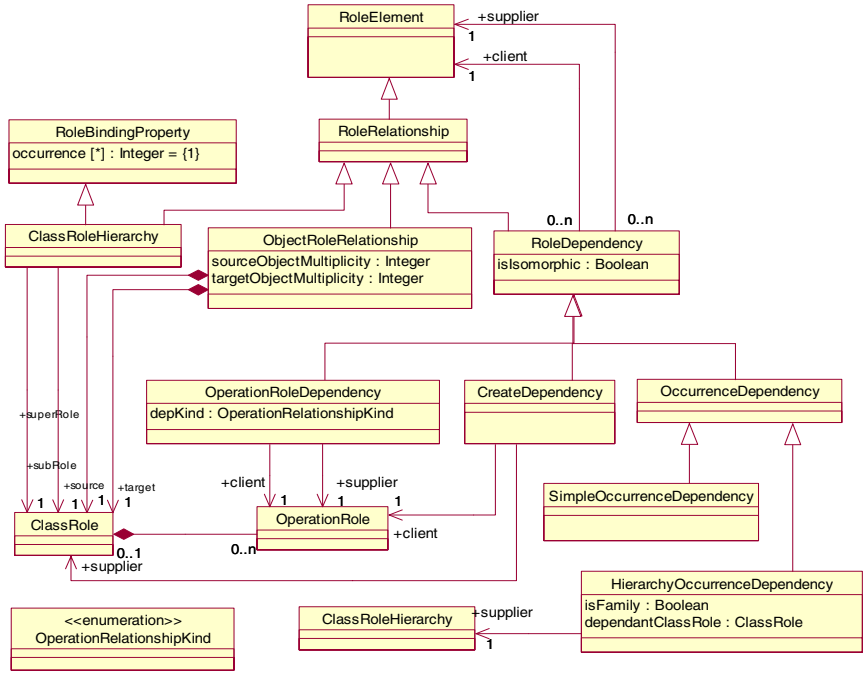 RoleElement
+supplier
1
+client
1
RoleBindingProperty
occurrence [*] : Integer = {1}
RoleRelationship
0..n
0..n
ClassRoleHierarchy
ObjectRoleRelationship
sourceObjectMultiplicity : Integer
targetObjectMultiplicity : Integer
RoleDependency
isIsomorphic : Boolean
OperationRoleDependency
depKind : OperationRelationshipKind
CreateDependency
OccurrenceDependency
+superRole
+subRole
+source
+target
1
1
1
1
+client
1
+supplier
1
1
+client
SimpleOccurrenceDependency
ClassRole
0..1
OperationRole
0..n
+supplier
HierarchyOccurrenceDependency
isFamily : Boolean
dependantClassRole : ClassRole
<<enumeration>>
OperationRelationshipKind
ClassRoleHierarchy
+supplier
1